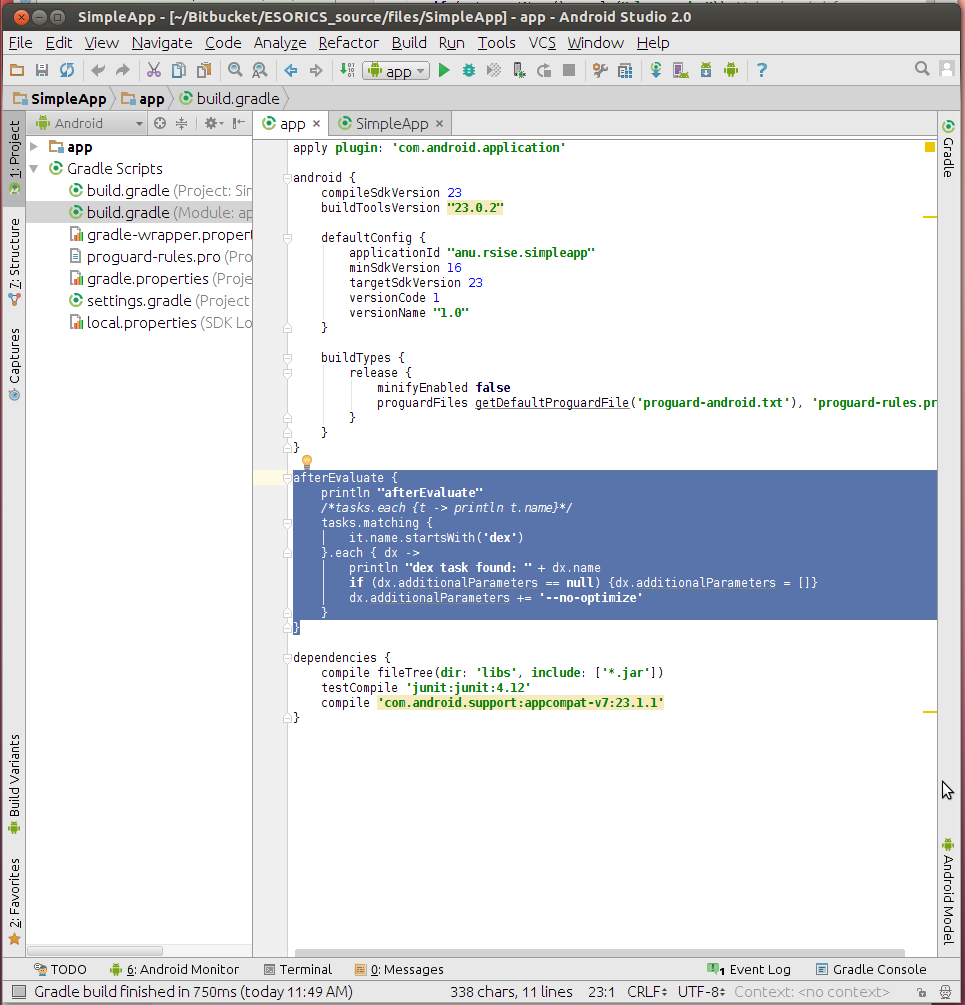 SimpleApp - [~/Bitbucket/ESORICS_source/files/SimpleApp] - app - Android Studio 2.0
File Edit View Navigate Code Analyze Refactor Build Run Tools VCS Window Help
app
SimpleApp app build.gradle
1: Project
7: Structure
Captures
Build Variants
2: Favorites
Android
app
Gradle Scripts
build.gradle (Project: Sir
build.gradle (Module: ap
gradle-wrapper.propert
proguard-rules.pro (Pro
gradle.properties (Proje
settings.gradle (Project
local.properties (SDK Lo
app SimpleApp
apply plugin: 'com.android.application'
android {
compileSdkVersion 23
buildToolsVersion "23.0.2"
defaultConfig {
applicationId "anu.rsise.simpleapp"
minSdkVersion 16
targetSdkVersion 23
versionCode 1
versionName "1.0"
}
buildTypes {
release {
minifyEnabled false
proguardFiles getDefaultProguardFile('proguard-android.txt'), 'proguard-rules.pr
}
}
}
afterEvaluate {
println "afterEvaluate"
/*tasks.each {t -> println t.name}*/
tasks.matching {
it.name.startsWith('dex')
}.each { dx ->
println "dex task found: " + dx.name
if (dx.additionalParameters == null) {dx.additionalParameters = []}
dx.additionalParameters += '--no-optimize'
}
}
dependencies {
compile fileTree(dir: 'libs', include: ['*.jar'])
testCompile 'junit:junit:4.12'
compile 'com.android.support:appcompat-v7:23.1.1'
}
Gradle
Android Model
TODO 6: Android Monitor Terminal 0: Messages 1 Event Log Gradle Console
Gradle build finished in 750ms (today 11:49 AM) 338 chars, 11 lines 23:1 CRLF UTF-8 Context: <no context>